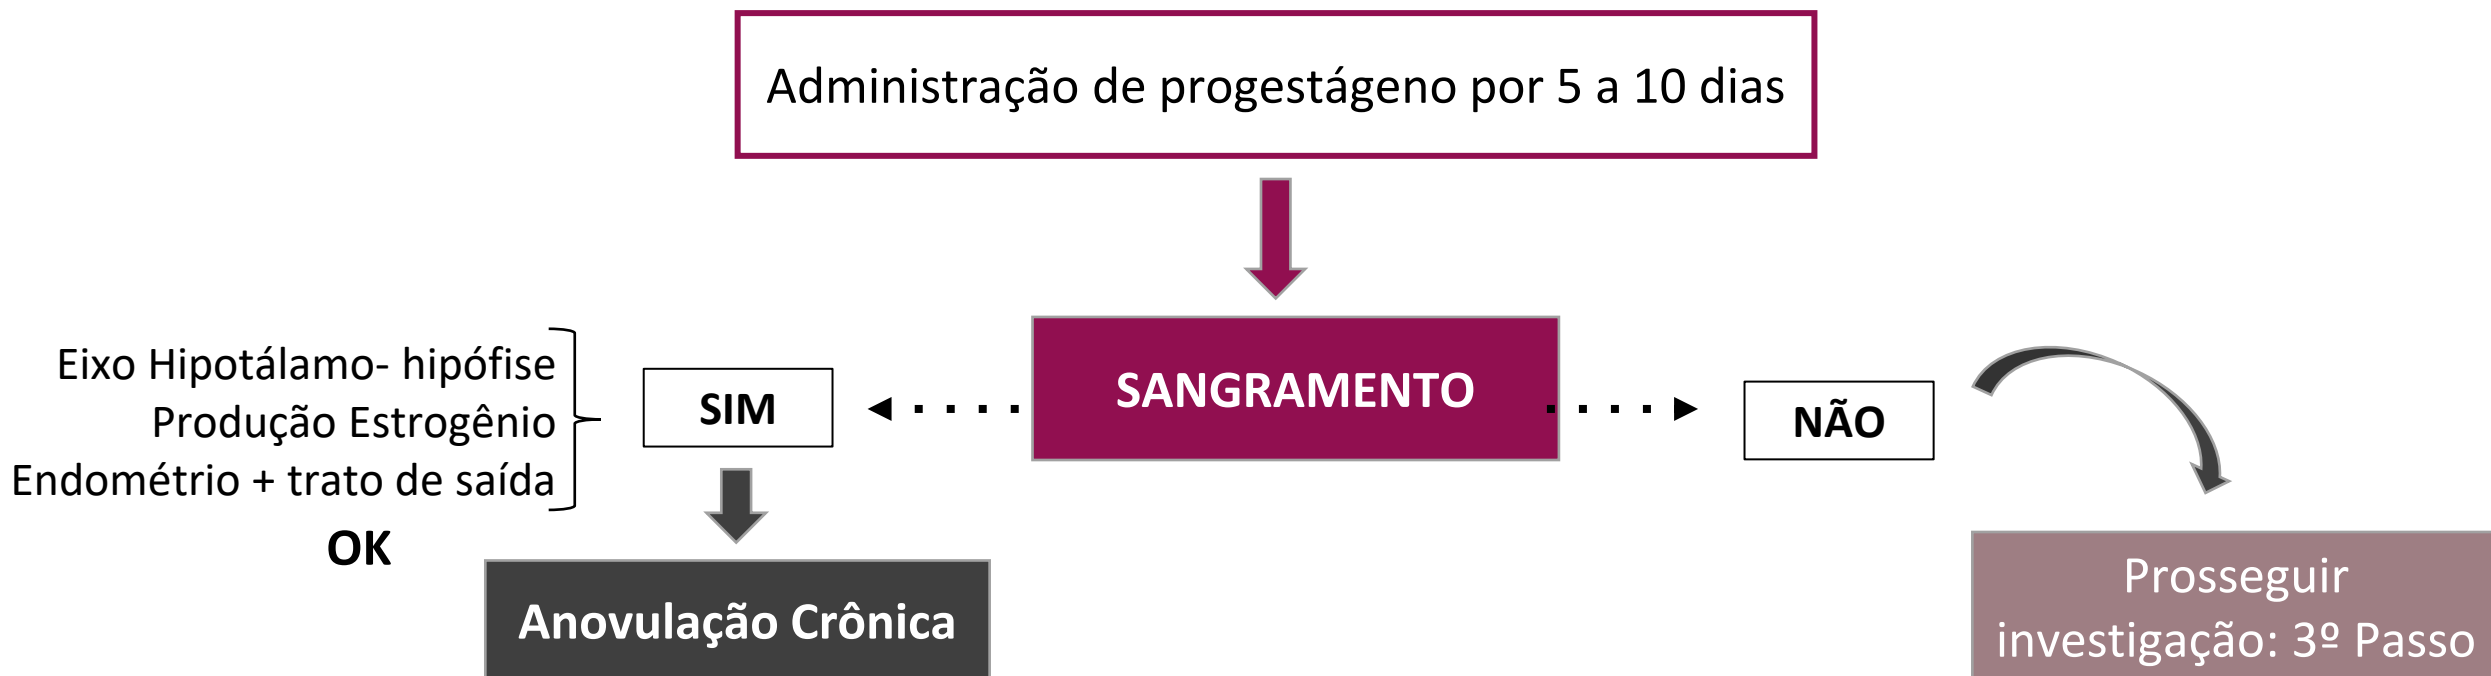 Administração de progestágeno por 5 a 10 dias
Eixo Hipotálamo- hipófise
Produção Estrogênio
Endométrio + trato de saída
OK
SIM
SANGRAMENTO
NÃO
Anovulação Crônica
Prosseguir
investigação: 3º Passo